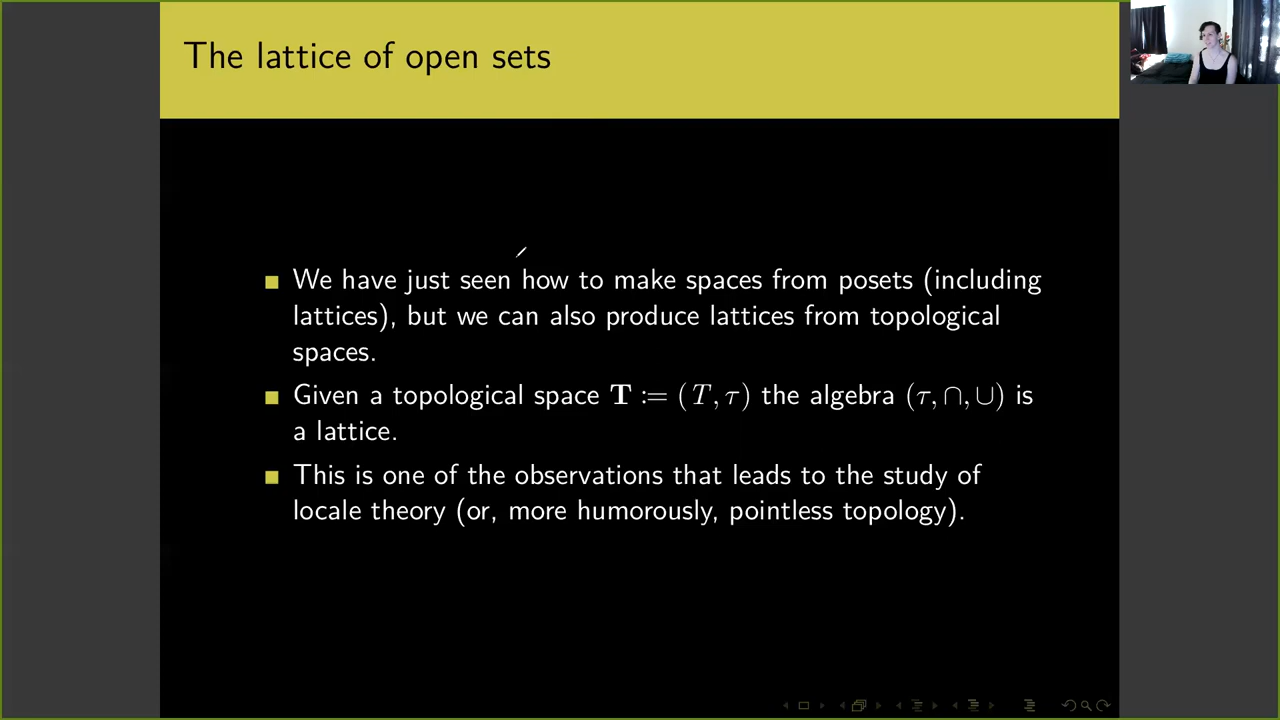 The lattice of open sets
We have just seen how to make spaces from posets (including
lattices), but we can also produce lattices from topological
spaces.
Given a topological space T := (T, τ) the algebra (τ, ∩, ∪) is
a lattice.
This is one of the observations that leads to the study of
locale theory (or, more humorously, pointless topology).